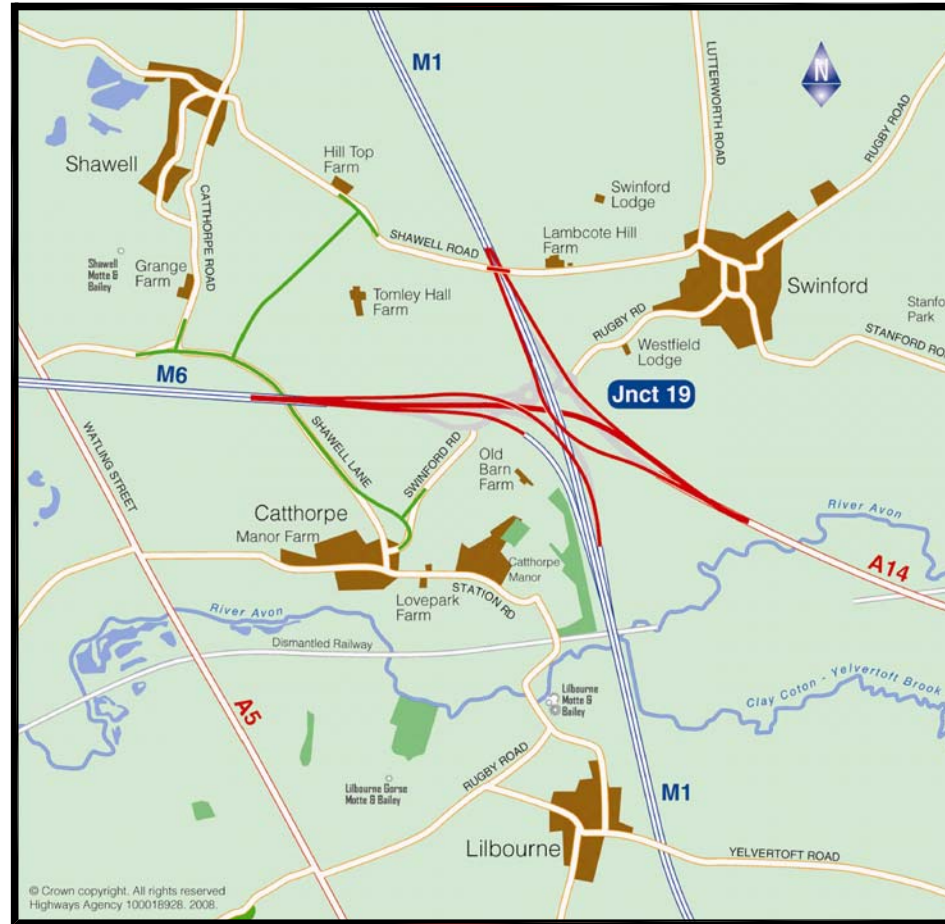 M1
N
LUTTERWORTH ROAD
RUGBY ROAD
Shawell
Hill Top
Farm
Swinford
Lodge
CATTHORPE ROAD
SHAWELL ROAD
Lambcote Hill
Farm
Shawell
Motte &
Bailey
Grange
Farm
Tomley Hall
Farm
Swinford
Stanfo
Park
RUGBY RD
Westfield
Lodge
STANFORD RO
M6
Jnct 19
WATLING STREET
SHAWELL LANE
SWINFORD RD
Old
Barn
Farm
Catthorpe
Manor Farm
River Avon
Catthorpe
Manor
A14
Lovepark
Farm
STATION RD
River Avon
Dismantled Railway
Lilbourne
Motte &
Bailey
Clay Coton - Yelvertoft Brook
A5
RUGBY ROAD
Lilbourne Gorse
Motte & Bailey
M1
Lilbourne
YELVERTOFT ROAD
© Crown copyright. All rights reserved
Highways Agency 100018928. 2008.